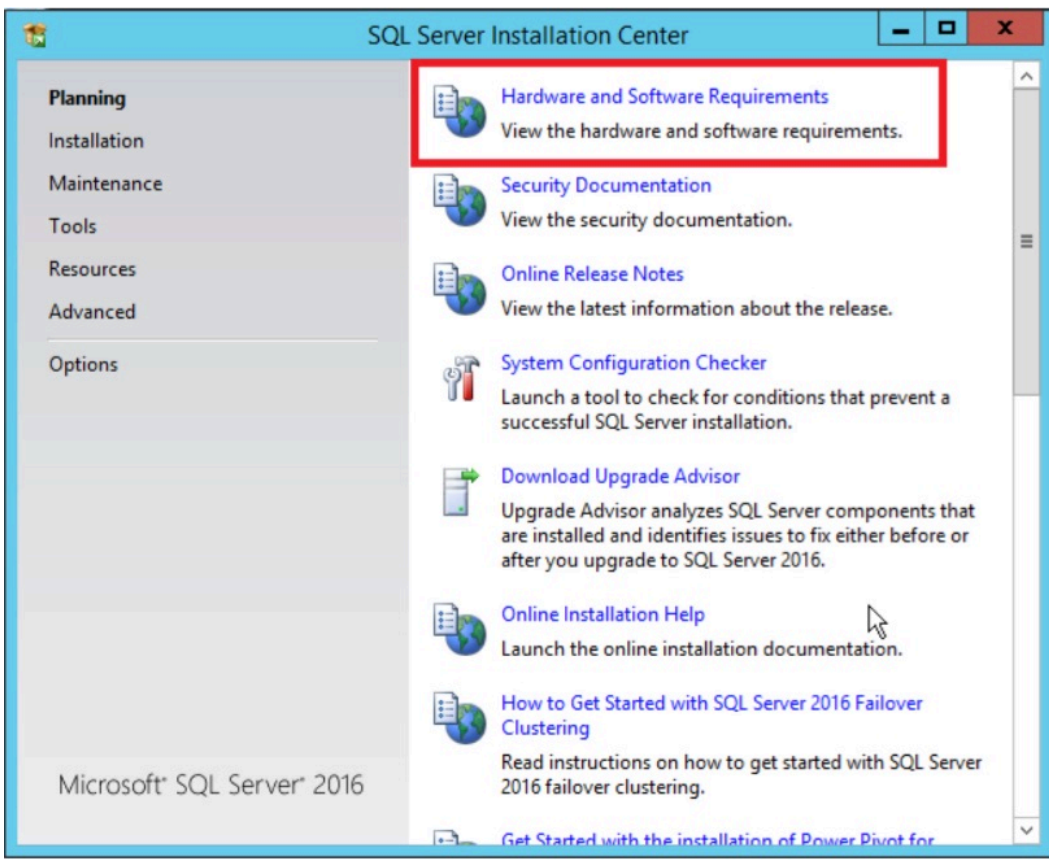 SQL Server Installation Center
Planning
Installation
Maintenance
Tools
Resources
Advanced
Options
Microsoft® SQL Server® 2016
Hardware and Software Requirements
View the hardware and software requirements.
Security Documentation
View the security documentation.
Online Release Notes
View the latest information about the release.
System Configuration Checker
Launch a tool to check for conditions that prevent a
successful SQL Server installation.
Download Upgrade Advisor
Upgrade Advisor analyzes SQL Server components that
are installed and identifies issues to fix either before or
after you upgrade to SQL Server 2016.
Online Installation Help
Launch the online installation documentation.
How to Get Started with SQL Server 2016 Failover
Clustering
Read instructions on how to get started with SQL Server
2016 failover clustering.
Get Started with the installation of Power Pivot for